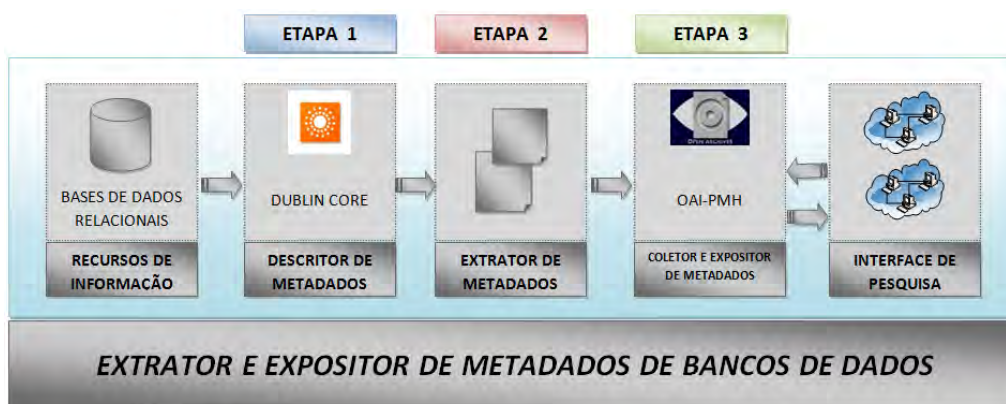 ETAPA 1
ETAPA 2
ETAPA 3
BASES DE DADOS
RELACIONAIS
RECURSOS DE
INFORMAÇÃO
DUBLIN CORE
DESCRITOR DE
METADADOS
EXTRATOR DE
METADADOS
OPEN ARCHIVES
OAI-PMH
COLETOR E EXPOSITOR
DE METADADOS
INTERFACE DE
PESQUISA
EXTRATOR E EXPOSITOR DE METADADOS DE BANCOS DE DADOS